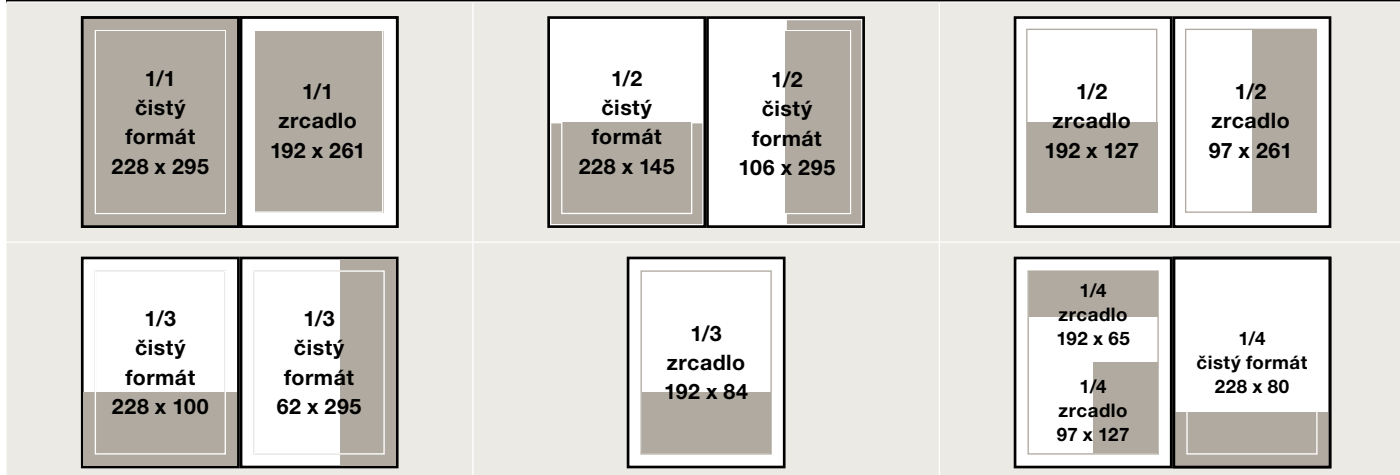 1/1
čistý
formát
228 x 295
1/1
zrcadlo
192 x 261
1/2
čistý
formát
228 x 145
1/2
čistý
formát
106 x 295
1/2
zrcadlo
192 x 127
1/2
zrcadlo
97 x 261
1/3
čistý
formát
228 x 100
1/3
čistý
formát
62 x 295
1/3
zrcadlo
192 x 84
1/4
zrcadlo
192 x 65
1/4
zrcadlo
97 x 127
1/4
čistý formát
228 x 80